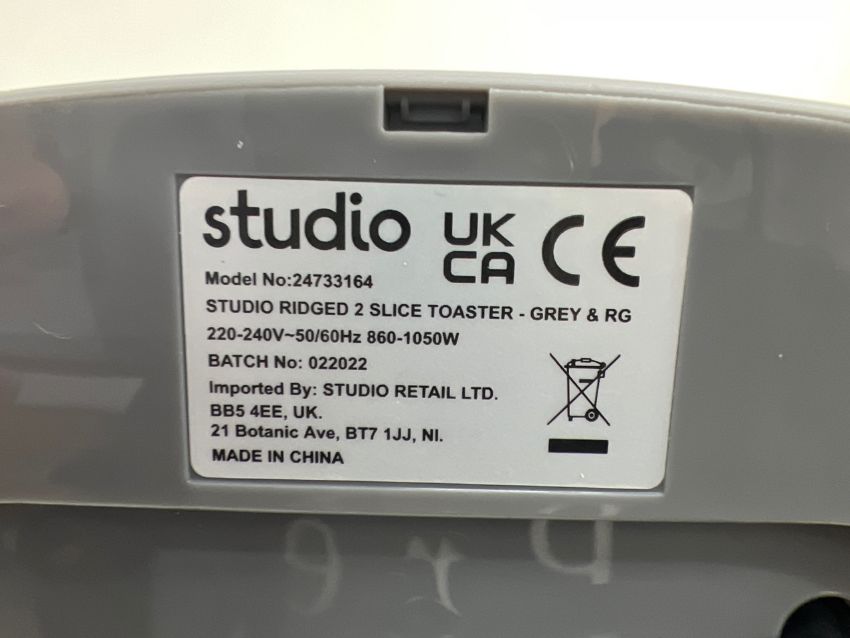 studio
UK
CA
CE
Model No:24733164
STUDIO RIDGED 2 SLICE TOASTER - GREY & RG
220-240V~50/60Hz 860-1050W
BATCH No: 022022
Imported By: STUDIO RETAIL LTD.
BB5 4EE, UK.
21 Botanic Ave, BT7 1JJ, NI.
MADE IN CHINA